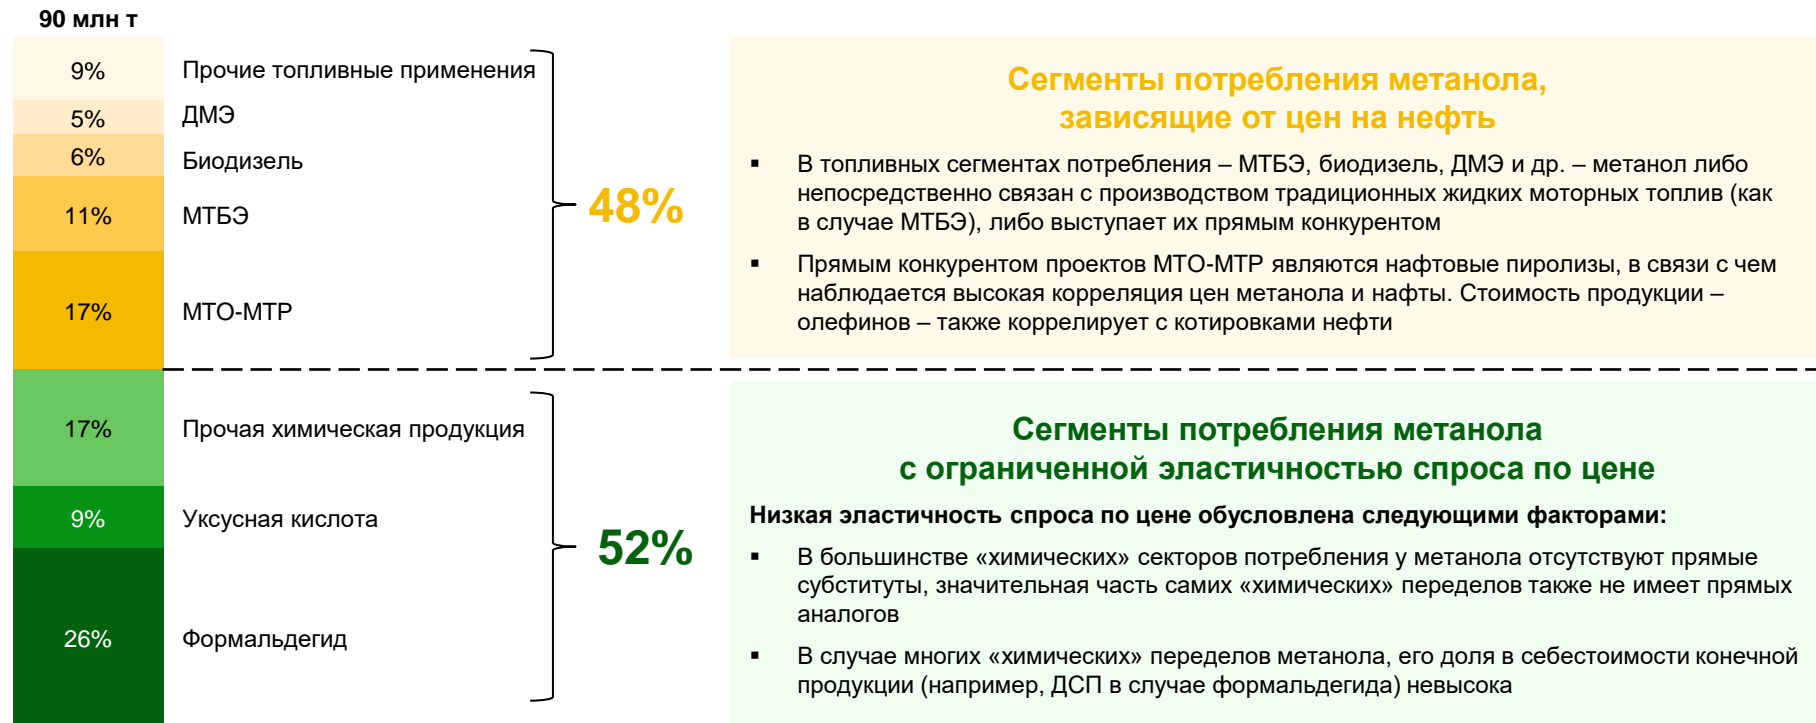 90 млн т
9%
Прочие топливные применения
5%
ДМЭ
6%
Биодизель
11%
МТБЭ
17%
МТО-МТР
48%
Сегменты потребления метанола,
зависящие от цен на нефть
▪ В топливных сегментах потребления – МТБЭ, биодизель, ДМЭ и др. – метанол либо
непосредственно связан с производством традиционных жидких моторных топлив (как
в случае МТБЭ), либо выступает их прямым конкурентом
▪ Прямым конкурентом проектов МТО-МТР являются нафтовые пиролизы, в связи с чем
наблюдается высокая корреляция цен метанола и нафты. Стоимость продукции –
олефинов – также коррелирует с котировками нефти
17%
Прочая химическая продукция
9%
Уксусная кислота
26%
Формальдегид
52%
Сегменты потребления метанола
с ограниченной эластичностью спроса по цене
Низкая эластичность спроса по цене обусловлена следующими факторами:
▪ В большинстве «химических» секторов потребления у метанола отсутствуют прямые
субституты, значительная часть самих «химических» переделов также не имеет прямых
аналогов
▪ В случае многих «химических» переделов метанола, его доля в себестоимости конечной
продукции (например, ДСП в случае формальдегида) невысока